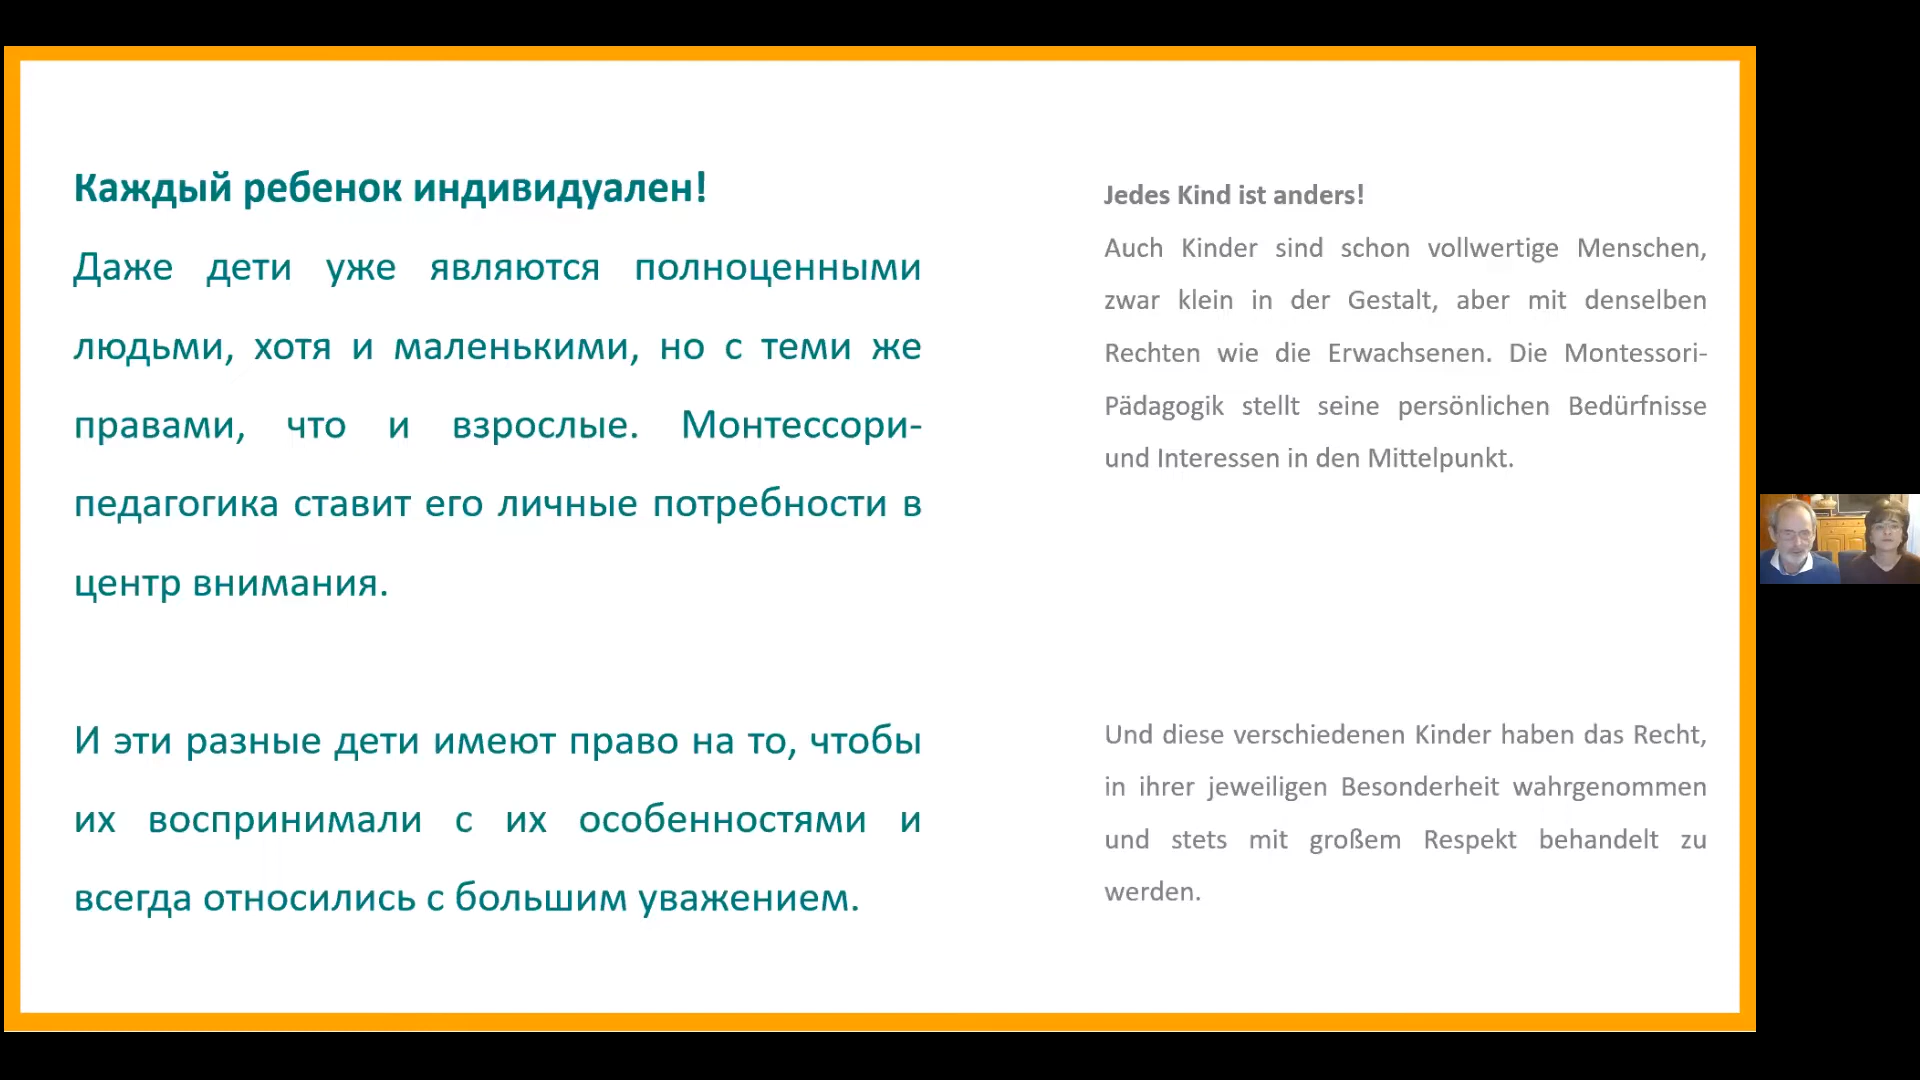 Каждый ребенок индивидуален!
Даже дети уже являются полноценными
людьми, хотя и маленькими, но с теми же
правами, что и взрослые. Монтессори-
педагогика ставит его личные потребности в
центр внимания.
И эти разные дети имеют право на то, чтобы
их воспринимали с их особенностями и
всегда относились с большим уважением.
Jedes Kind ist anders!
Auch Kinder sind schon vollwertige Menschen,
zwar klein in der Gestalt, aber mit denselben
Rechten wie die Erwachsenen. Die Montessori-
Pädagogik stellt seine persönlichen Bedürfnisse
und Interessen in den Mittelpunkt.
Und diese verschiedenen Kinder haben das Recht,
in ihrer jeweiligen Besonderheit wahrgenommen
und stets mit großem Respekt behandelt zu
werden.